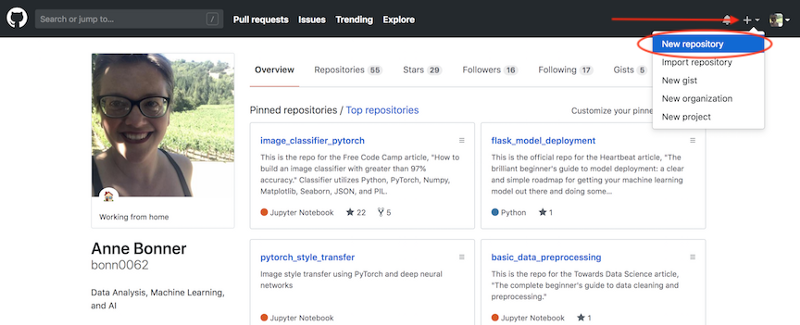 Search or jump to...
/
Pull requests Issues Trending Explore
New repository
Import repository
New gist
New organization
New project
Overview Repositories 55 Stars 29 Followers 16 Following 17 Gists 5
Pinned repositories / Top repositories
Customize your pinne
image_classifier_pytorch
This is the repo for the Free Code Camp article, "How to
build an image classifier with greater than 97%
accuracy." Classifier utilizes Python, PyTorch, Numpy,
Matplotlib, Seaborn, JSON, and PIL.
Jupyter Notebook 22 5
flask_model_deployment
This is the official repo for the Heartbeat article, "The
brilliant beginner's guide to model deployment: a clear
and simple roadmap for getting your machine learning
model out there and doing some...
Python 1
pytorch_style_transfer
Image style transfer using PyTorch and deep neural
networks
Jupyter Notebook
basic_data_preprocessing
This is the repo for the Towards Data Science article,
"The complete beginner's guide to data cleaning and
preprocessing."
Jupyter Notebook 1
Working from home
Anne Bonner
bonn0062
Data Analysis, Machine Learning,
and AI